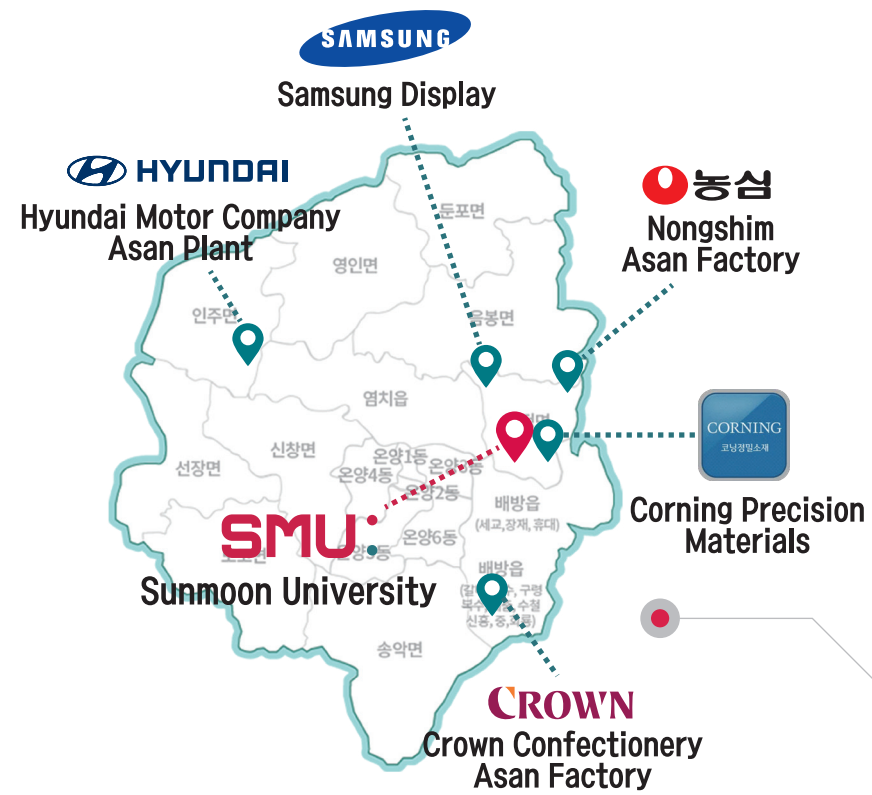 SAMSUNG
Samsung Display
HYUNDAI
Hyundai Motor Company
Asan Plant
농심
Nongshim
Asan Factory
둔포면
영인면
인주면
음봉면
염치읍
CORNING
코닝정밀소재
Corning Precision
Materials
신창면
선장면
온양1동
온양4동
온양2동
온양6동
배방읍
(세교,장재, 휴대)
SMU:
Sunmoon University
배방읍
송악면
CROWN
Crown Confectionery
Asan Factory